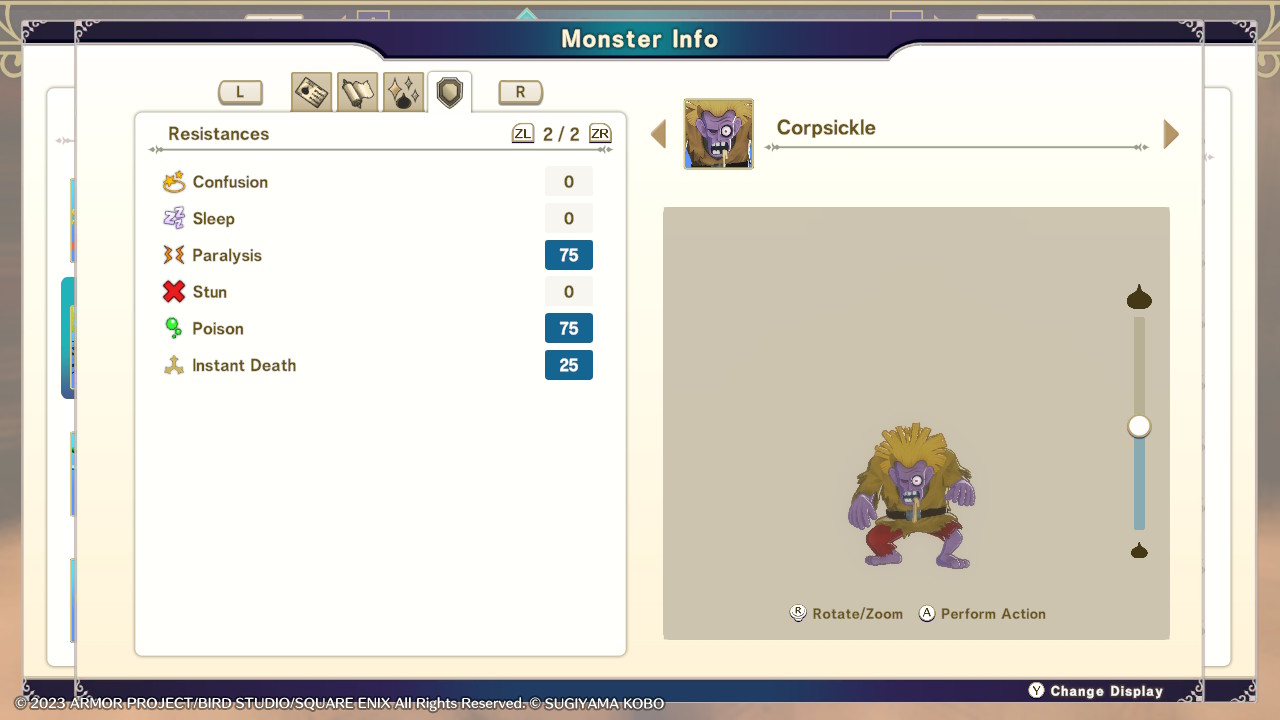 Monster Info
L
R
Resistances
ZL 2 / 2 ZR
Confusion 0
Sleep 0
Paralysis 75
Stun 0
Poison 75
Instant Death 25
Corpsickle
R Rotate/Zoom A Perform Action
Y Change Display
© 2023 ARMOR PROJECT/BIRD STUDIO/SQUARE ENIX All Rights Reserved. © SUGIYAMA KOBO